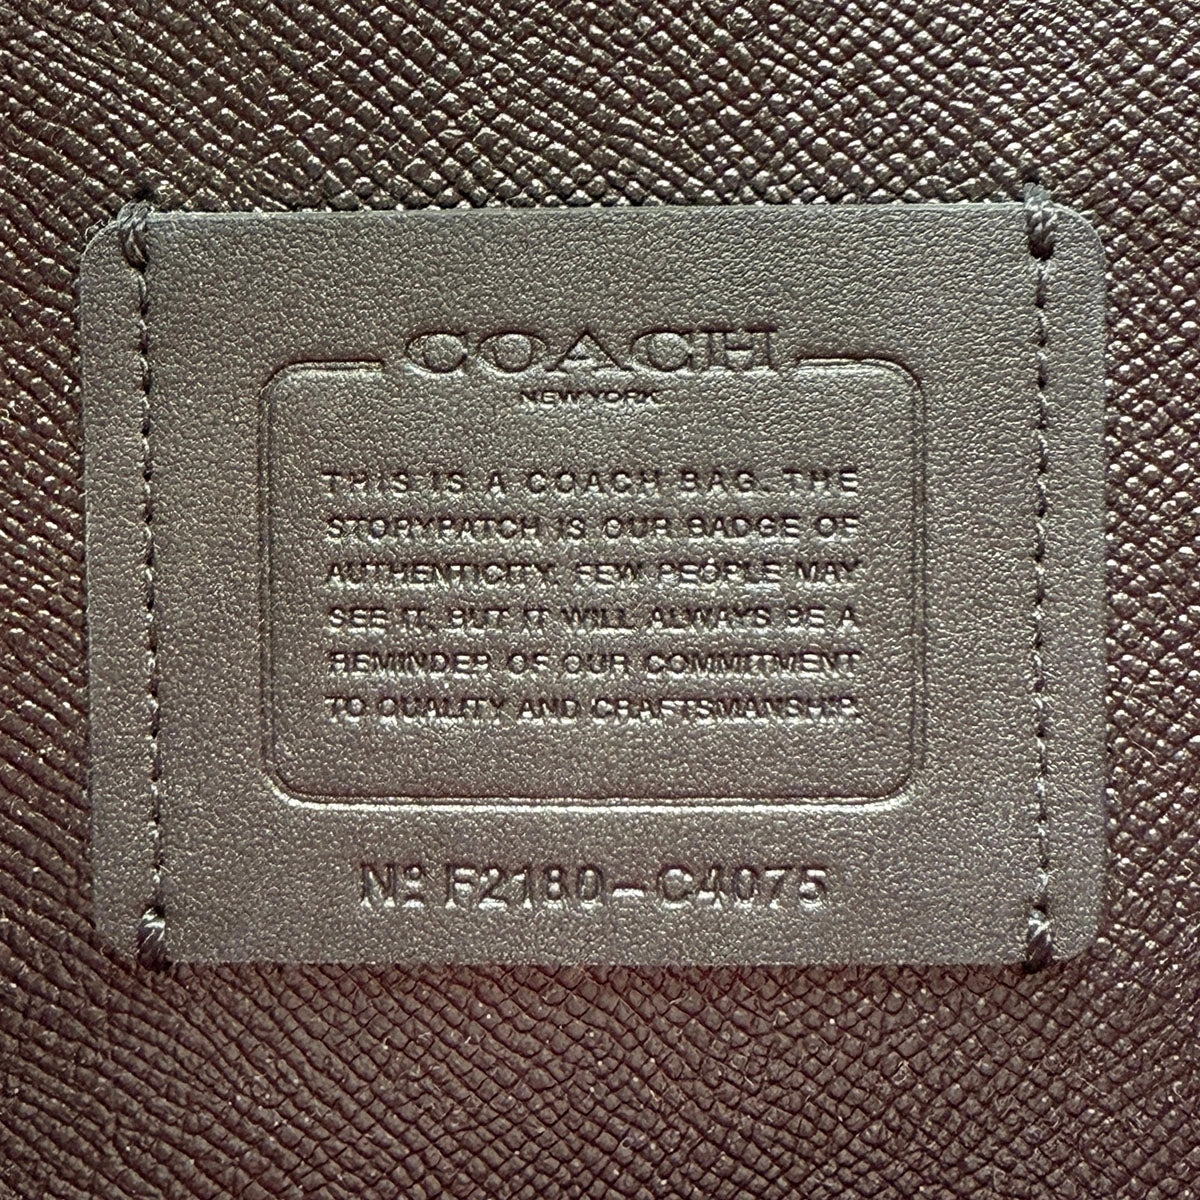 COACH
NEW YORK
THIS IS A COACH BAG. THE
STORYPATCH IS OUR BADGE OF
AUTHENTICITY. FEW PEOPLE MAY
SEE IT, BUT IT WILL ALWAYS BE A
REMINDER OF OUR COMMITMENT
TO QUALITY AND CRAFTSMANSHIP.
Nº F2180-C4075